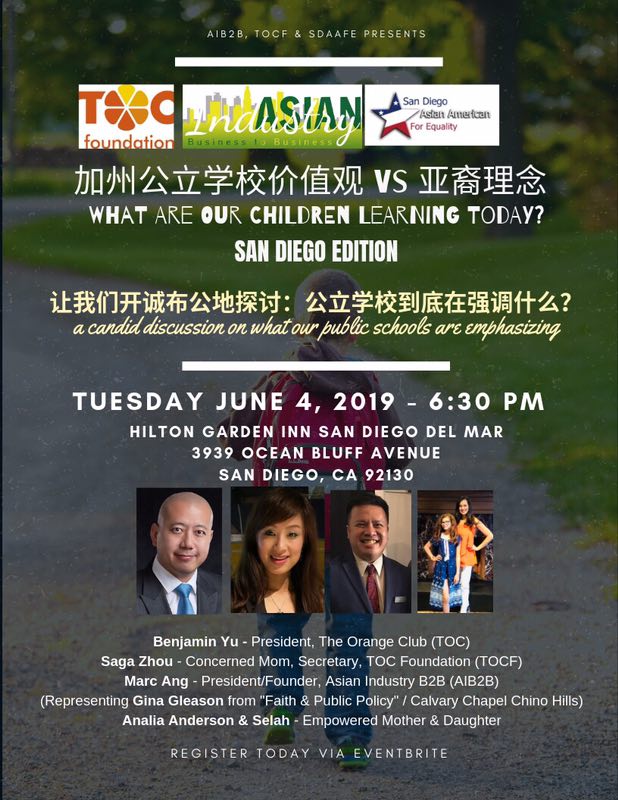 AIB2B, TOCF & SDAAFE PRESENTS
TOC
foundation
ASIAN
Industry
Business to Business
San Diego
Asian American
For Equality
加州公立学校价值观 VS 亚裔理念
WHAT ARE OUR CHILDREN LEARNING TODAY?
SAN DIEGO EDITION
让我们开诚布公地探讨：公立学校到底在强调什么？
a candid discussion on what our public schools are emphasizing
TUESDAY JUNE 4, 2019 - 6:30 PM
HILTON GARDEN INN SAN DIEGO DEL MAR
3939 OCEAN BLUFF AVENUE
SAN DIEGO, CA 92130
Benjamin Yu - President, The Orange Club (TOC)
Saga Zhou - Concerned Mom, Secretary, TOC Foundation (TOCF)
Marc Ang - President/Founder, Asian Industry B2B (AIB2B)
(Representing Gina Gleason from "Faith & Public Policy" / Calvary Chapel Chino Hills)
Analia Anderson & Selah - Empowered Mother & Daughter
REGISTER TODAY VIA EVENTBRITE